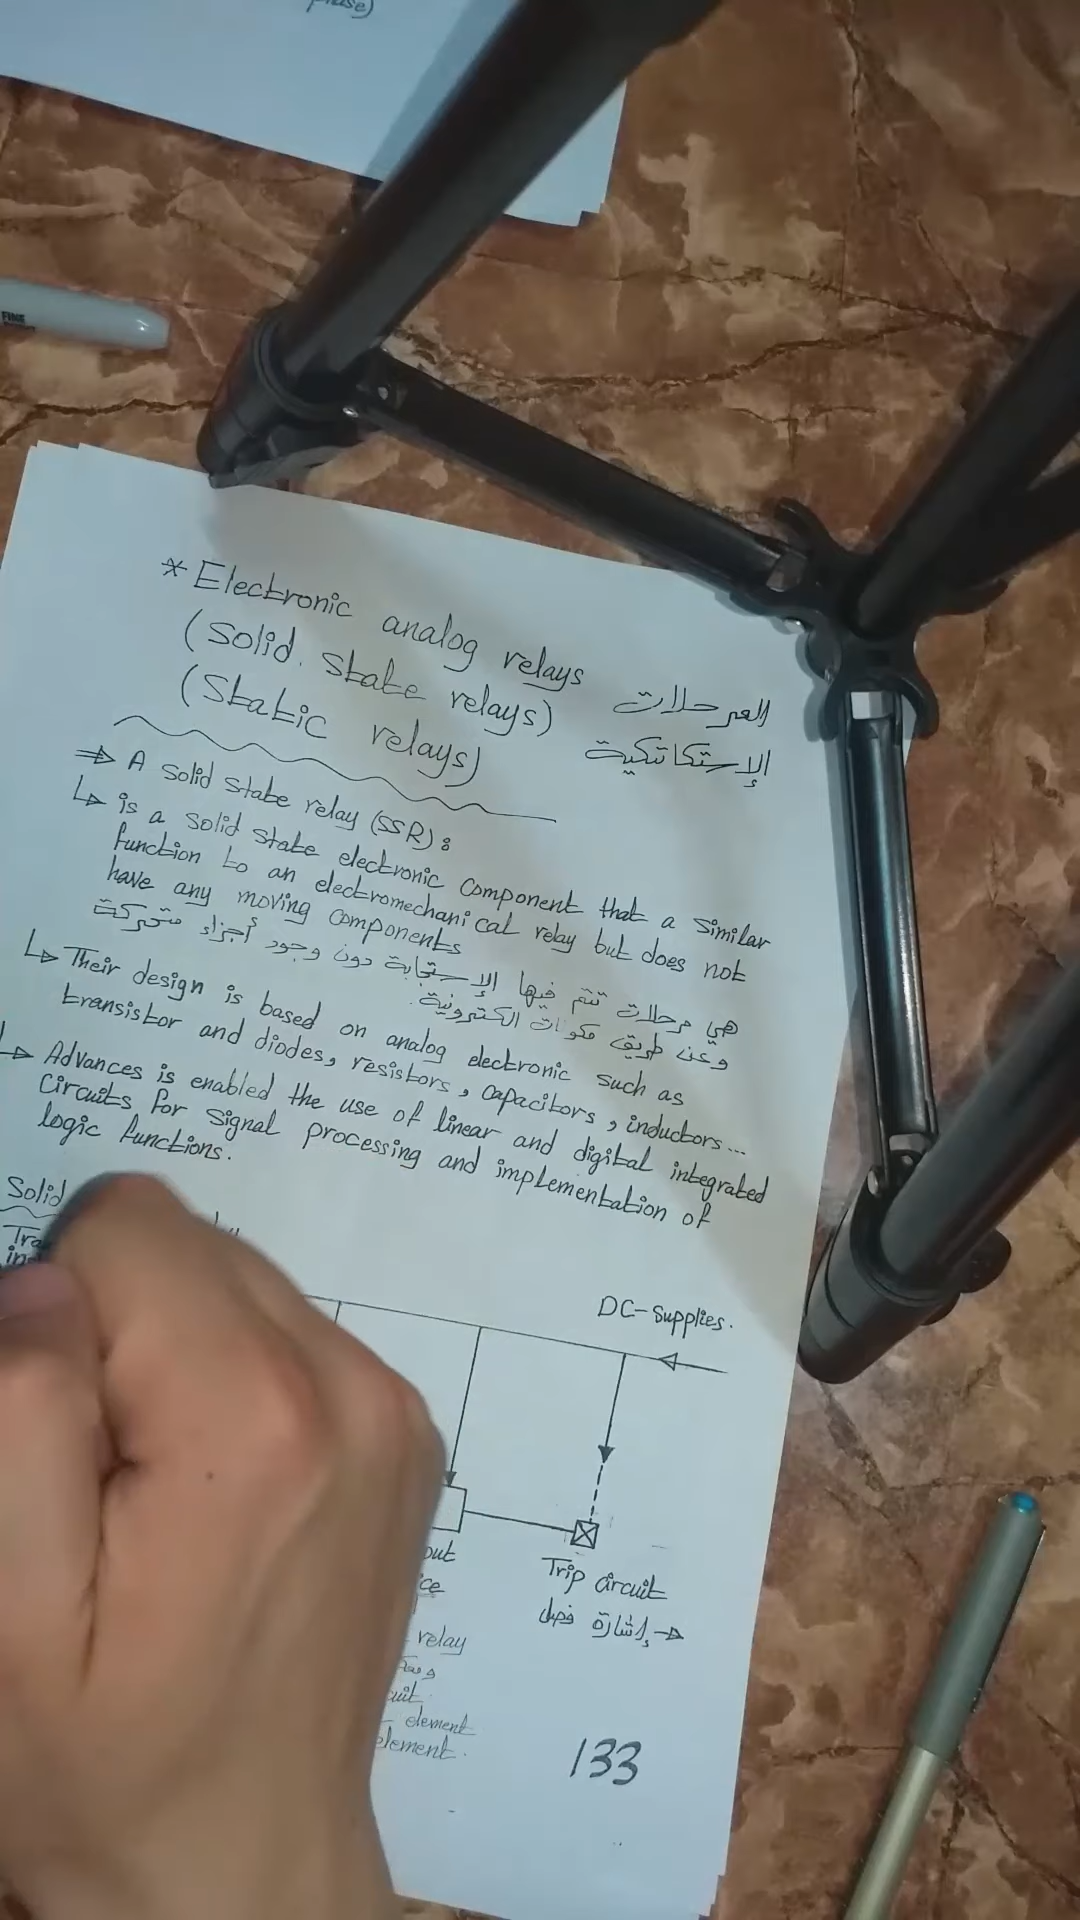 FINE
* Electronic analog relays
(Solid. state relays)
(Static relays)
المرحلات
الإستكاتيكية
⇒ A solid state relay (SSR):
↳ is a solid state electronic component that a similar
function to an electromechanical relay but does not
have any moving components
هي مرحلات تتم فيها الإستجابة دون وجود أجزاء متحركة
وعن طريق مكونات الكترونية.
↳ Their design is based on analog electronic such as
transistor and diodes, resistors, capacitors, inductors...
↳ Advances is enabled the use of linear and digital integrated
circuits for signal processing and implementation of
logic functions.
Solid
DC-Supplies.
Trip circuit
إشارة فصل →
relay
element
element.
133